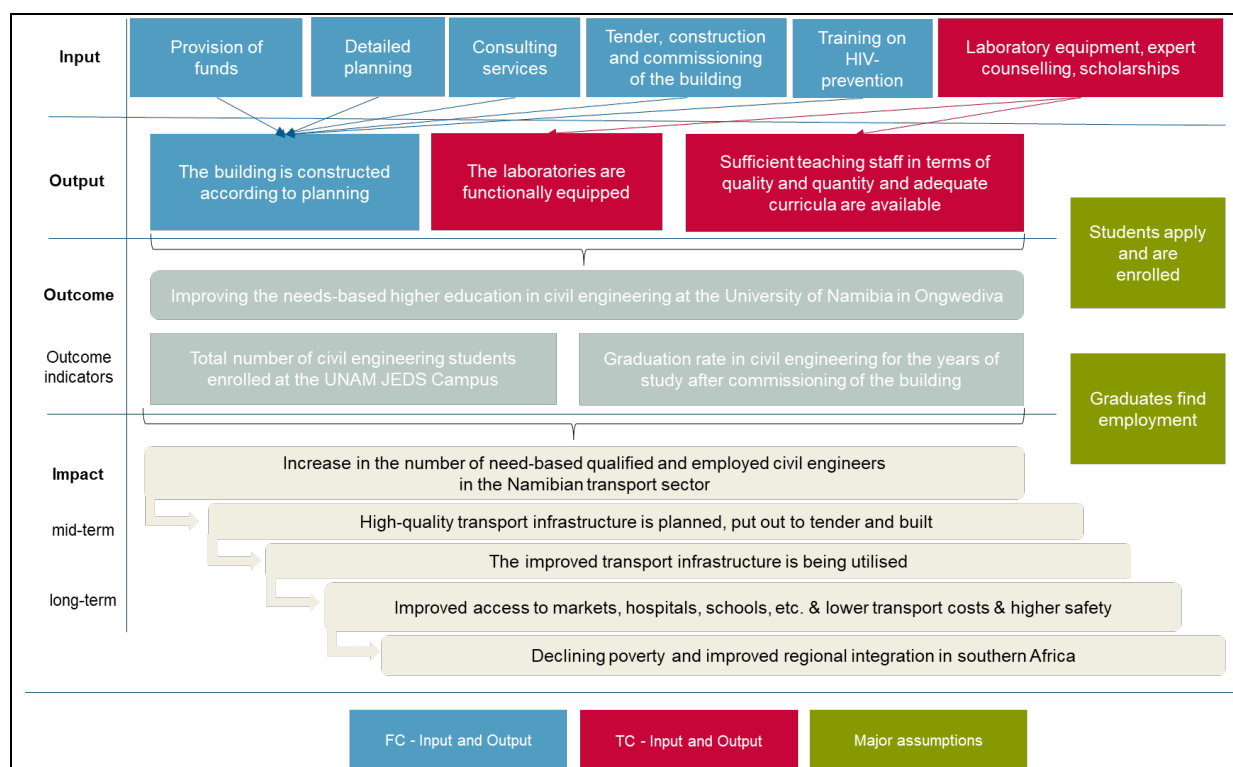 Input
Provision of
funds
Detailed
planning
Consulting
services
Tender, construction
and commissioning
of the building
Training on
HIV-
prevention
Laboratory equipment, expert
counselling, scholarships
Output
The building is constructed
according to planning
The laboratories are
functionally equipped
Sufficient teaching staff in terms of
quality and quantity and adequate
curricula are available
Students apply
and are
enrolled
Outcome
Improving the needs-based higher education in civil engineering at the University of Namibia in Ongwediva
Outcome
indicators
Total number of civil engineering students
enrolled at the UNAM JEDS Campus
Graduation rate in civil engineering for the years of
study after commissioning of the building
Graduates find
employment
Impact
Increase in the number of need-based qualified and employed civil engineers
in the Namibian transport sector
mid-term
High-quality transport infrastructure is planned, put out to tender and built
The improved transport infrastructure is being utilised
long-term
Improved access to markets, hospitals, schools, etc. & lower transport costs & higher safety
Declining poverty and improved regional integration in southern Africa
FC - Input and Output
TC - Input and Output
Major assumptions